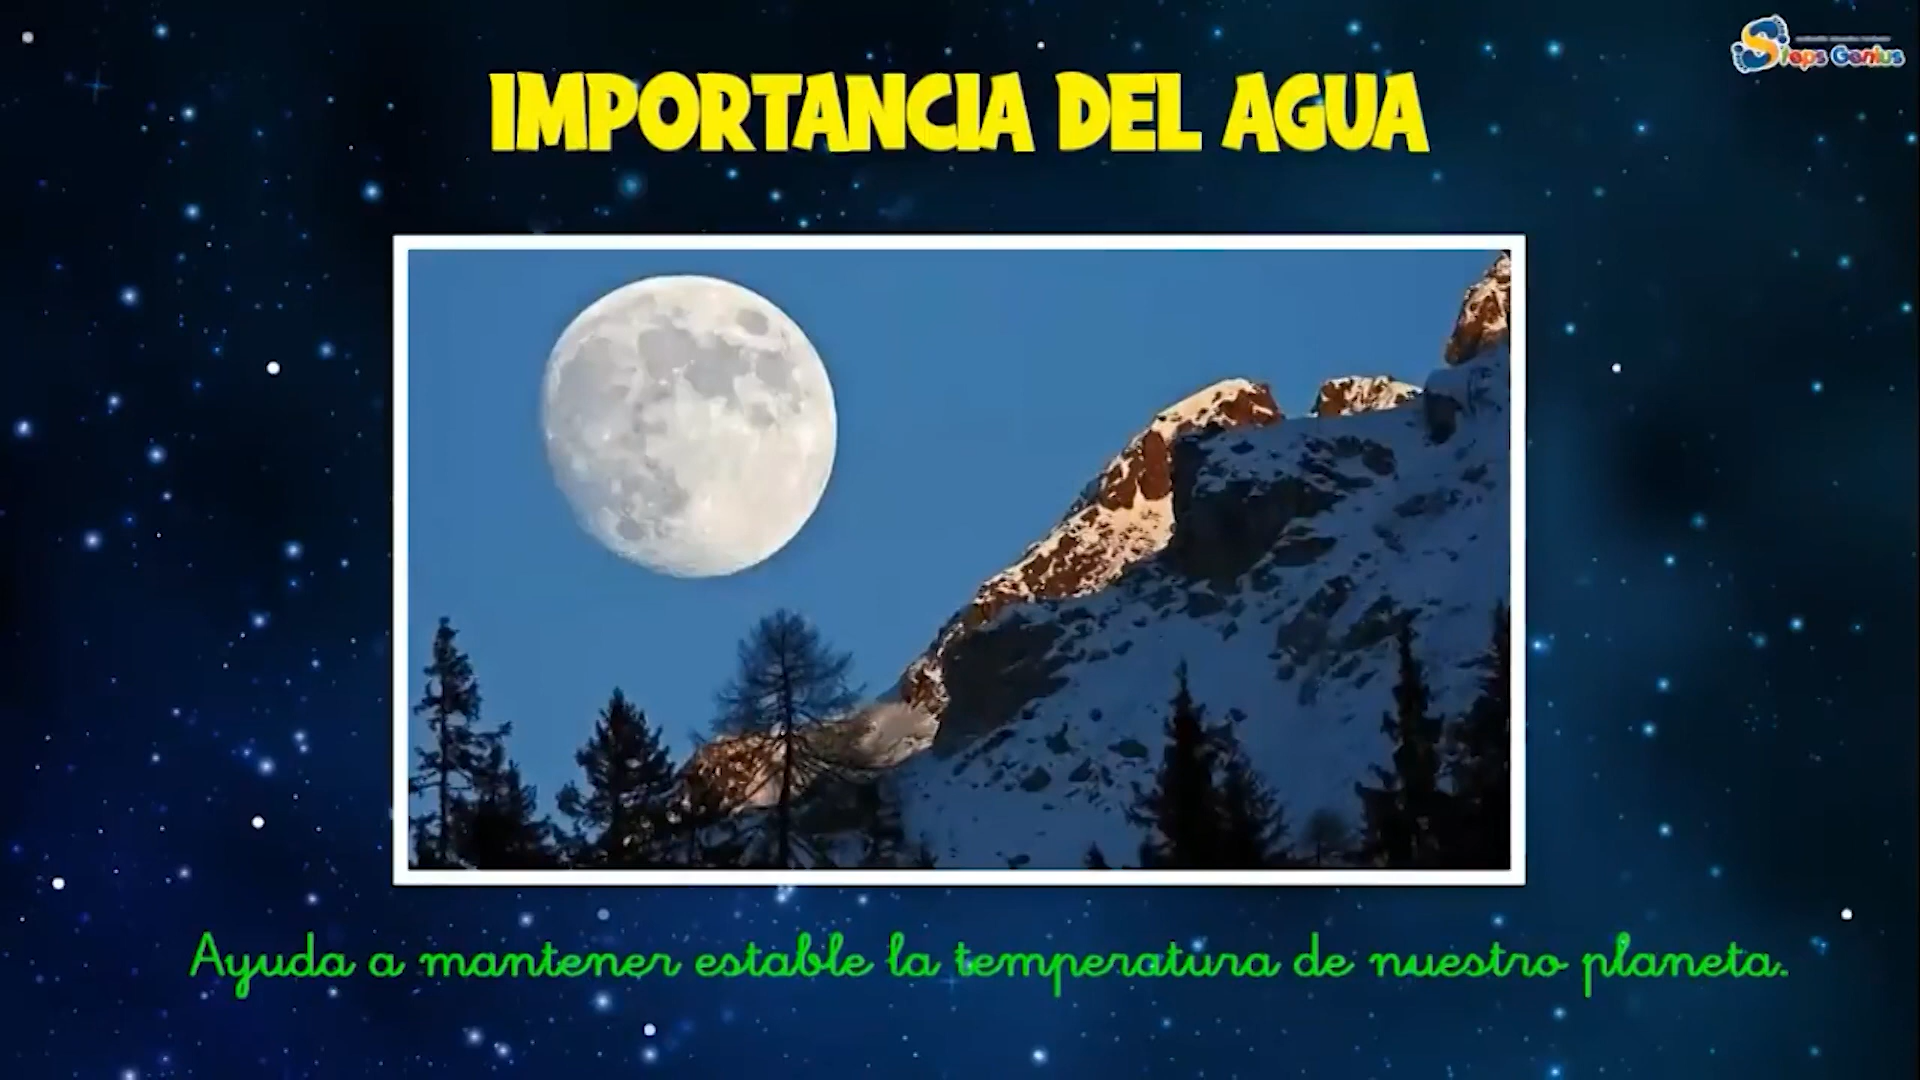 Steps Genius
IMPORTANCIA DEL AGUA
Ayuda a mantener estable la temperatura de nuestro planeta.